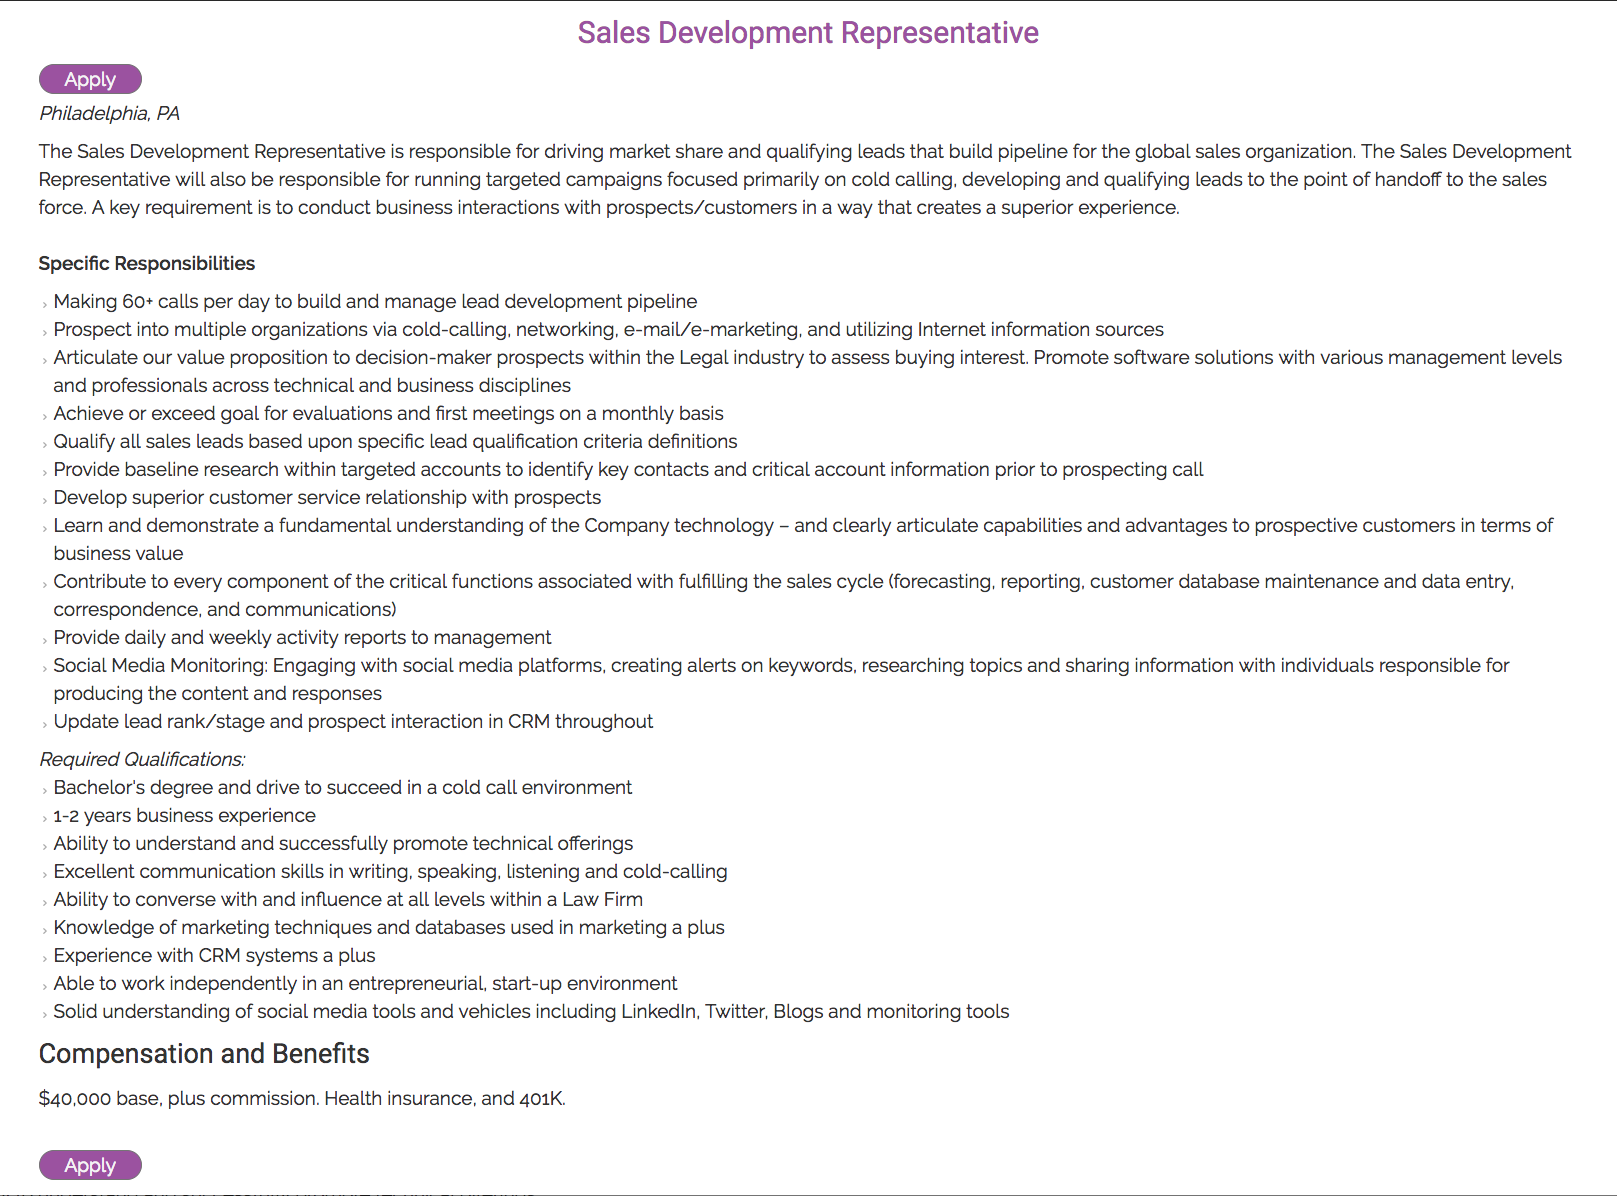 Sales Development Representative
Apply
Philadelphia, PA
The Sales Development Representative is responsible for driving market share and qualifying leads that build pipeline for the global sales organization. The Sales Development
Representative will also be responsible for running targeted campaigns focused primarily on cold calling, developing and qualifying leads to the point of handoff to the sales
force. A key requirement is to conduct business interactions with prospects/customers in a way that creates a superior experience.
Specific Responsibilities
› Making 60+ calls per day to build and manage lead development pipeline
› Prospect into multiple organizations via cold-calling, networking, e-mail/e-marketing, and utilizing Internet information sources
› Articulate our value proposition to decision-maker prospects within the Legal industry to assess buying interest. Promote software solutions with various management levels
and professionals across technical and business disciplines
› Achieve or exceed goal for evaluations and first meetings on a monthly basis
› Qualify all sales leads based upon specific lead qualification criteria definitions
› Provide baseline research within targeted accounts to identify key contacts and critical account information prior to prospecting call
› Develop superior customer service relationship with prospects
› Learn and demonstrate a fundamental understanding of the Company technology – and clearly articulate capabilities and advantages to prospective customers in terms of
business value
› Contribute to every component of the critical functions associated with fulfilling the sales cycle (forecasting, reporting, customer database maintenance and data entry,
correspondence, and communications)
› Provide daily and weekly activity reports to management
› Social Media Monitoring: Engaging with social media platforms, creating alerts on keywords, researching topics and sharing information with individuals responsible for
producing the content and responses
› Update lead rank/stage and prospect interaction in CRM throughout
Required Qualifications:
› Bachelor's degree and drive to succeed in a cold call environment
› 1-2 years business experience
› Ability to understand and successfully promote technical offerings
› Excellent communication skills in writing, speaking, listening and cold-calling
› Ability to converse with and influence at all levels within a Law Firm
› Knowledge of marketing techniques and databases used in marketing a plus
› Experience with CRM systems a plus
› Able to work independently in an entrepreneurial, start-up environment
› Solid understanding of social media tools and vehicles including LinkedIn, Twitter, Blogs and monitoring tools
Compensation and Benefits
$40,000 base, plus commission. Health insurance, and 401K.
Apply